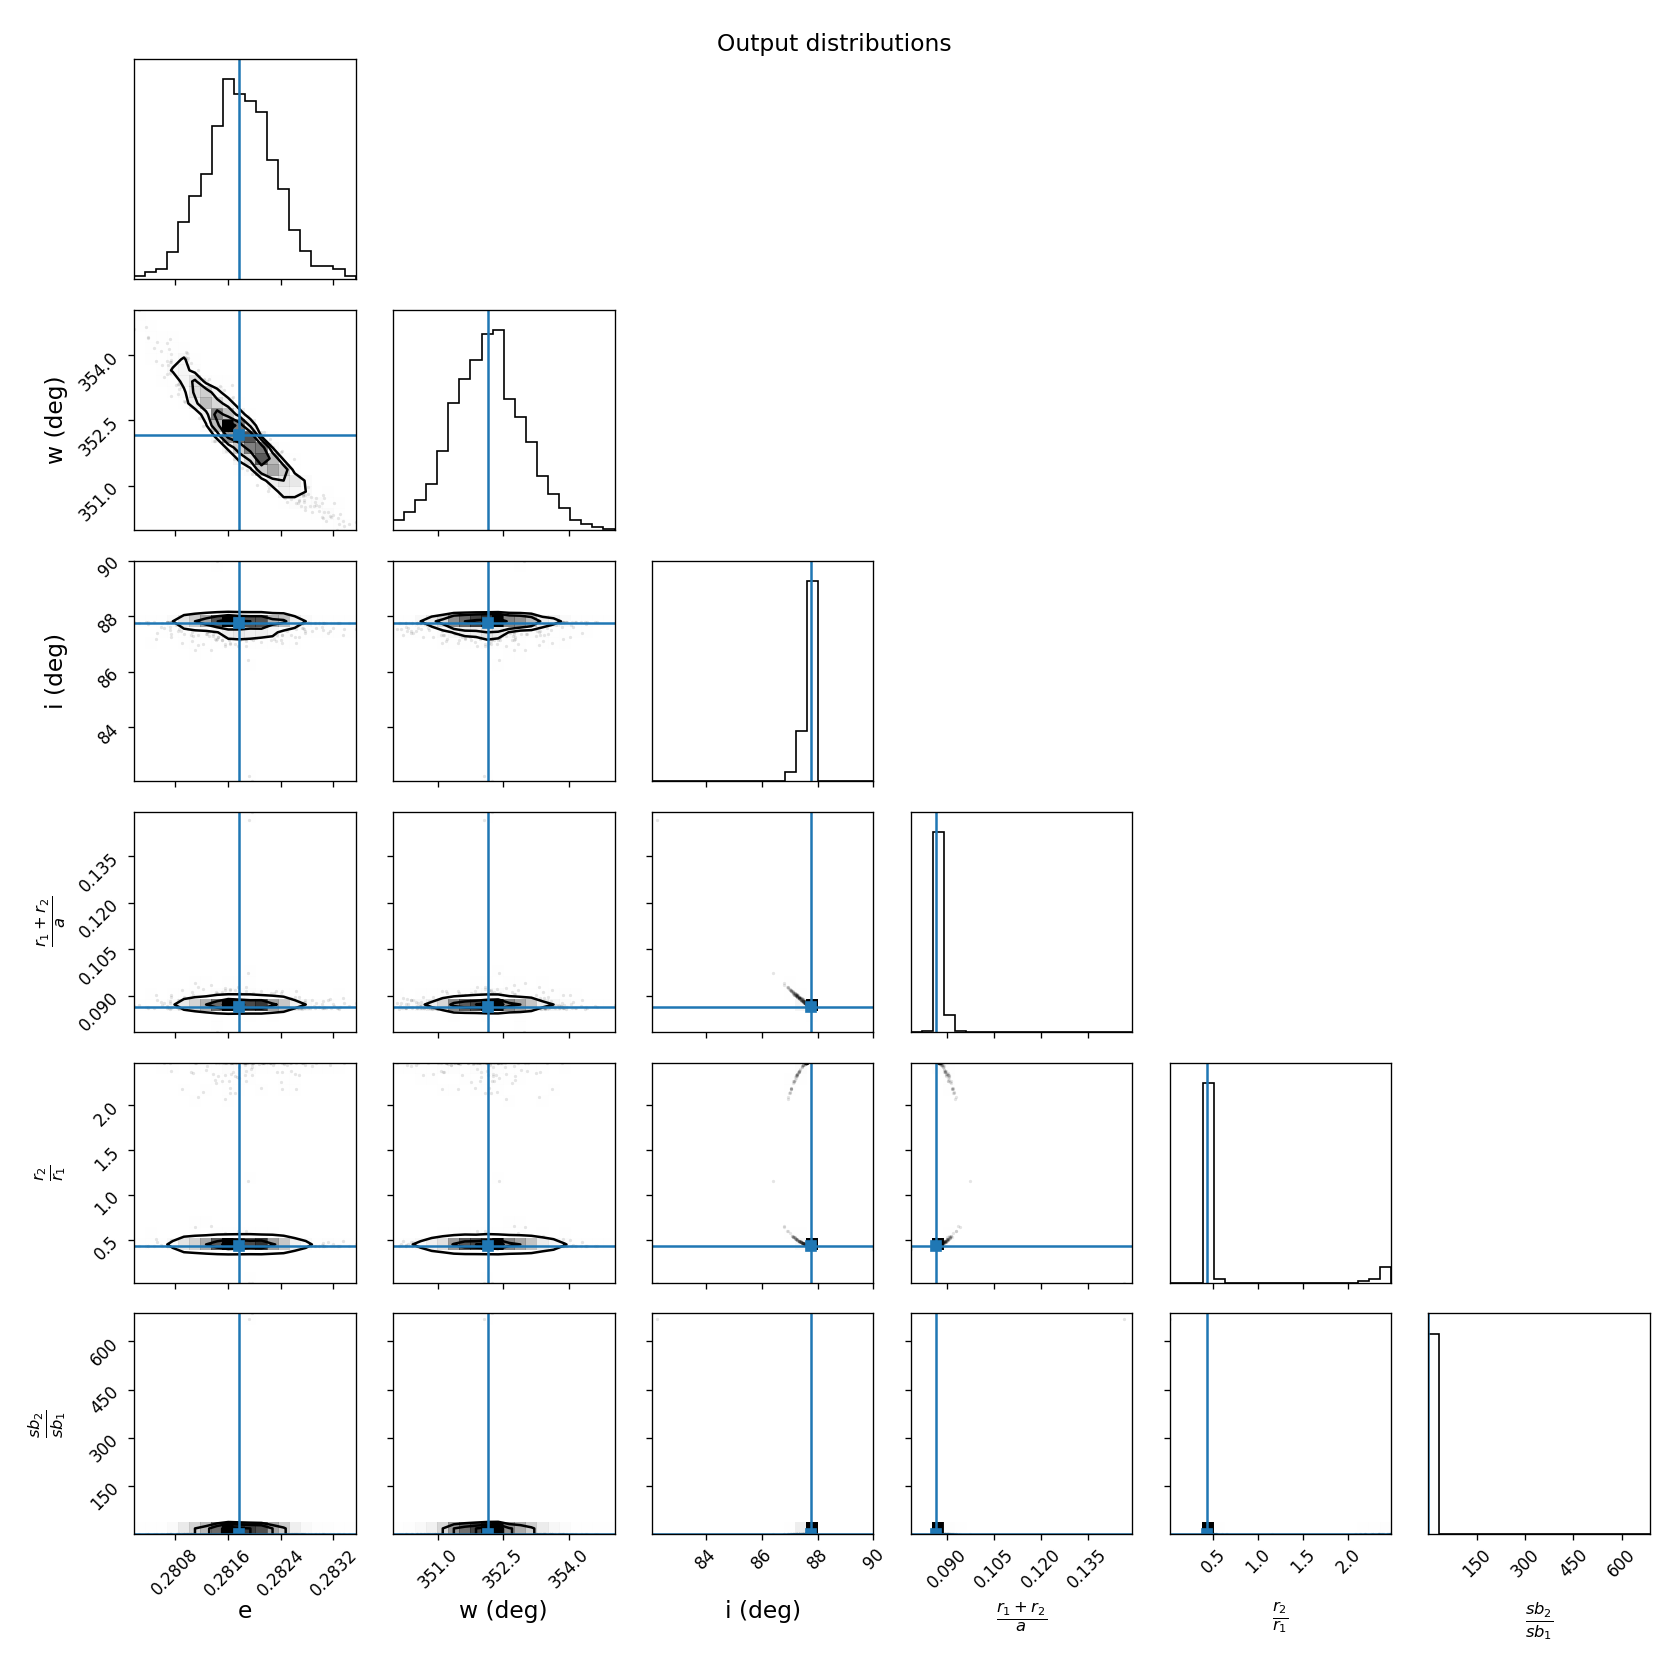 Output distributions
w (deg)
354.0
352.5
351.0
i (deg)
90
88
86
84
r₁ + r₂
a
0.135
0.120
0.105
0.090
r₂
r₁
2.0
1.5
1.0
0.5
sb₂
sb₁
600
450
300
150
0.2808 0.2816 0.2824 0.2832
e
351.0 352.5 354.0
w (deg)
84 86 88 90
i (deg)
0.090 0.105 0.120 0.135
r₁ + r₂
a
0.5 1.0 1.5 2.0
r₂
r₁
150 300 450 600
sb₂
sb₁